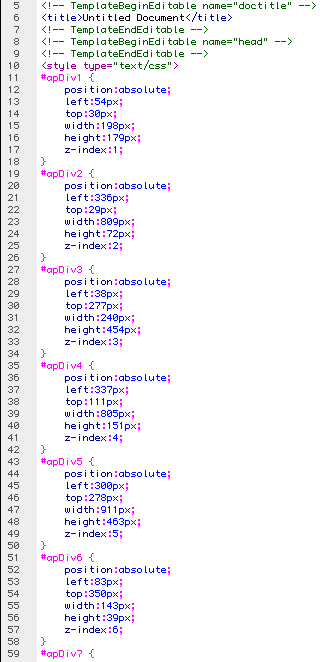 5 <!-- TemplateBeginEditable name="doctitle" -->
6 <title>Untitled Document</title>
7 <!-- TemplateEndEditable -->
8 <!-- TemplateBeginEditable name="head" -->
9 <!-- TemplateEndEditable -->
10 <style type="text/css">
11 #apDiv1 {
12 position:absolute;
13 left:54px;
14 top:30px;
15 width:198px;
16 height:179px;
17 z-index:1;
18 }
19 #apDiv2 {
20 position:absolute;
21 left:336px;
22 top:29px;
23 width:809px;
24 height:72px;
25 z-index:2;
26 }
27 #apDiv3 {
28 position:absolute;
29 left:38px;
30 top:277px;
31 width:240px;
32 height:454px;
33 z-index:3;
34 }
35 #apDiv4 {
36 position:absolute;
37 left:337px;
38 top:111px;
39 width:805px;
40 height:151px;
41 z-index:4;
42 }
43 #apDiv5 {
44 position:absolute;
45 left:300px;
46 top:278px;
47 width:911px;
48 height:463px;
49 z-index:5;
50 }
51 #apDiv6 {
52 position:absolute;
53 left:83px;
54 top:350px;
55 width:143px;
56 height:39px;
57 z-index:6;
58 }
59 #apDiv7 {